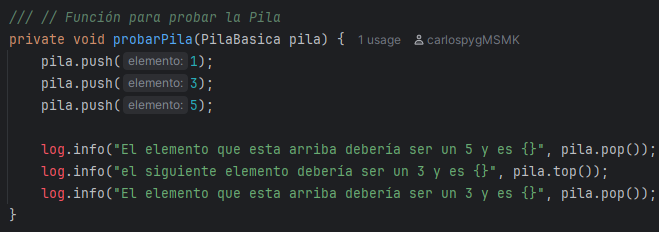 /// // Función para probar la Pila
private void probarPila(PilaBasica pila) { 1 usage carlospygMSMK
pila.push( elemento: 1);
pila.push( elemento: 3);
pila.push( elemento: 5);
log.info("El elemento que esta arriba debería ser un 5 y es {}", pila.pop());
log.info("el siguiente elemento deberia ser un 3 y es {}", pila.top());
log.info("El elemento que esta arriba debería ser un 3 y es {}", pila.pop());
}